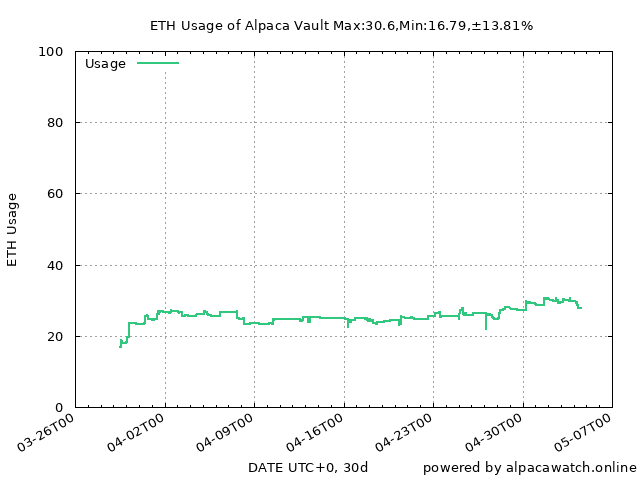 ETH Usage of Alpaca Vault Max:30.6,Min:16.79,±13.81%
100
Usage
80
60
ETH Usage
40
20
0
03-26T00 04-02T00 04-09T00 04-16T00 04-23T00 04-30T00 05-07T00
DATE UTC+0, 30d
powered by alpacawatch.online